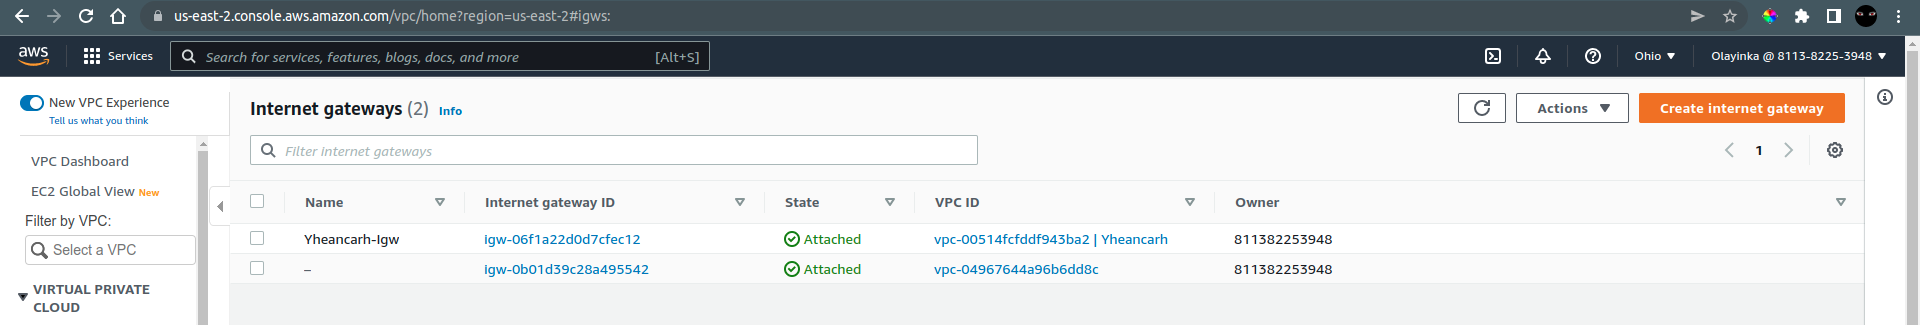 us-east-2.console.aws.amazon.com/vpc/home?region=us-east-2#igws:
aws Services Search for services, features, blogs, docs, and more [Alt+S] Ohio Olayinka @ 8113-8225-3948
New VPC Experience
Tell us what you think
VPC Dashboard
EC2 Global View New
Filter by VPC:
Select a VPC
VIRTUAL PRIVATE
CLOUD
Internet gateways (2) Info Actions Create internet gateway
Filter Internet gateways 1
Name Internet gateway ID State VPC ID Owner
Yheancarh-Igw igw-06f1a22d0d7cfec12 Attached vpc-00514fcfddf943ba2 | Yheancarh 811382253948
– igw-0b01d39c28a495542 Attached vpc-04967644a96b6dd8c 811382253948